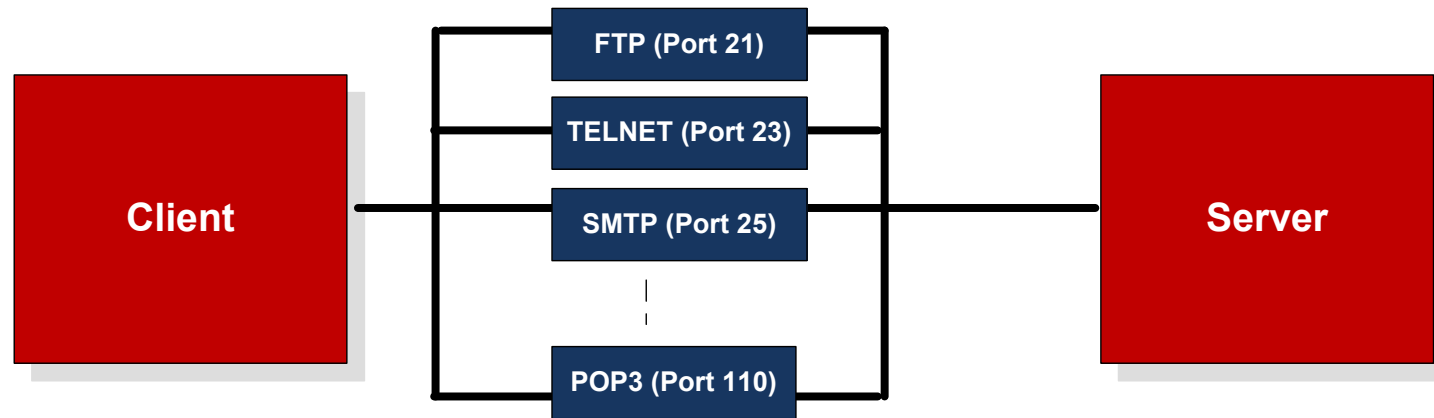 FTP (Port 21)
TELNET (Port 23)
Client
SMTP (Port 25)
Server
POP3 (Port 110)